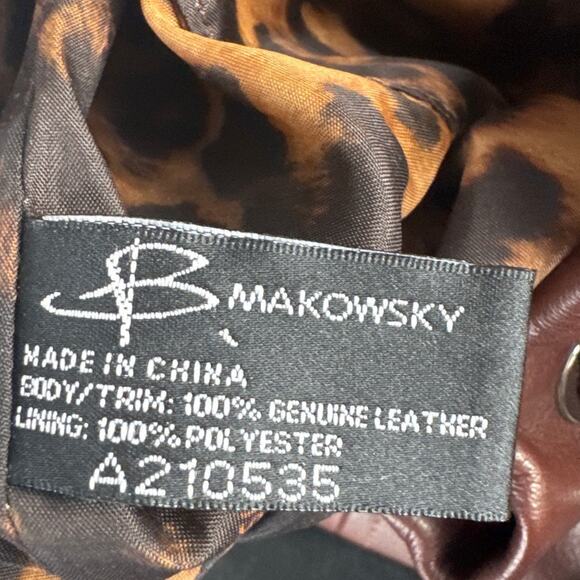 B MAKOWSKY
MADE IN CHINA
BODY/TRIM: 100% GENUINE LEATHER
LINING: 100% POLYESTER
A210535